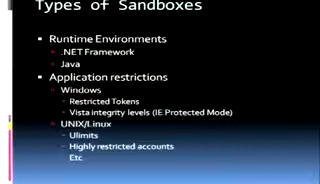 Types of Sandboxes
Runtime Environments
.NET Framework
Java
Application restrictions
Windows
Restricted Tokens
Vista integrity levels (IE Protected Mode)
UNIX/Linux
Ulimits
Highly restricted accounts
Etc